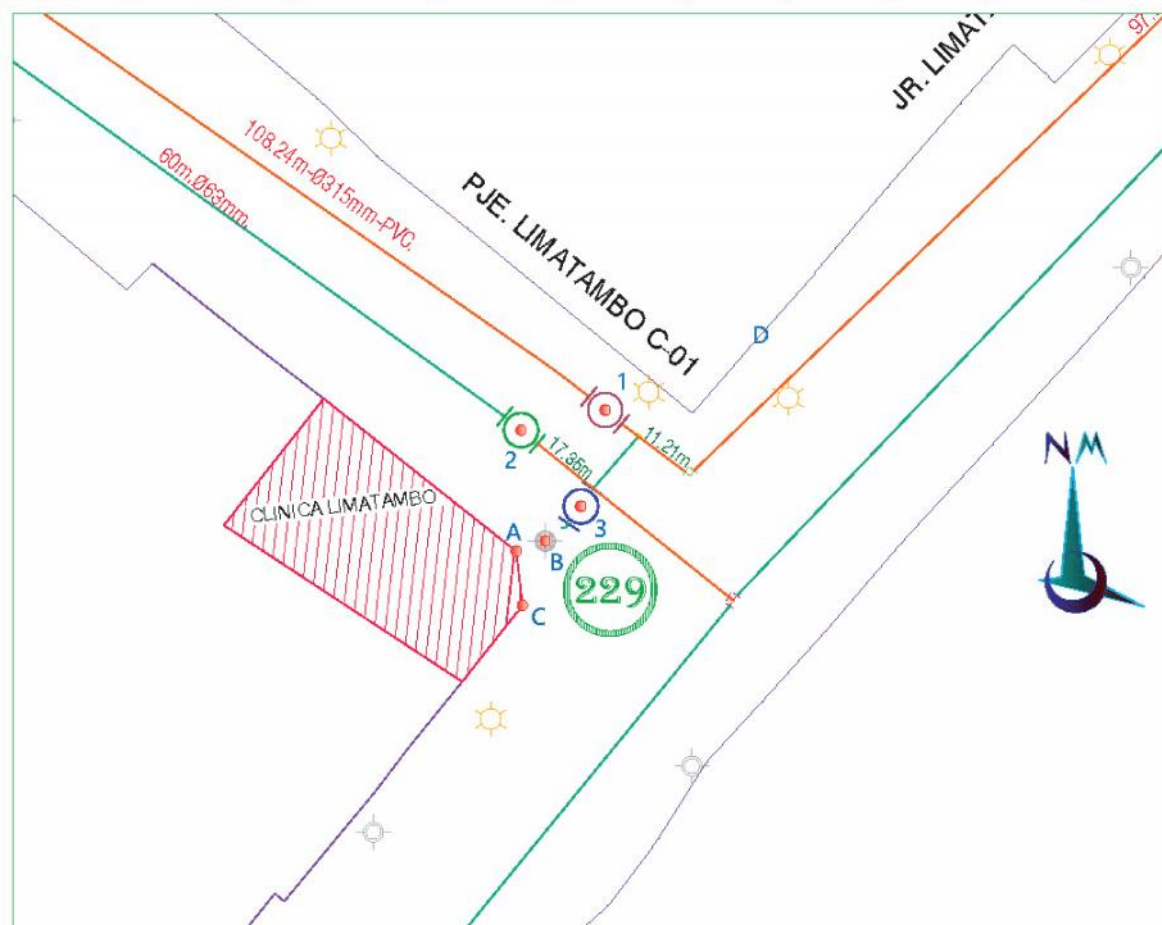 JR. LIMATA
97.
108.24m-Ø315mm-PVC.
60m.Ø63mm.
PJE. LIMATAMBO C-01
D
1
2
17.36m
11.21m
3
CLINICA LIMATAMBO
A
B
C
229
NM